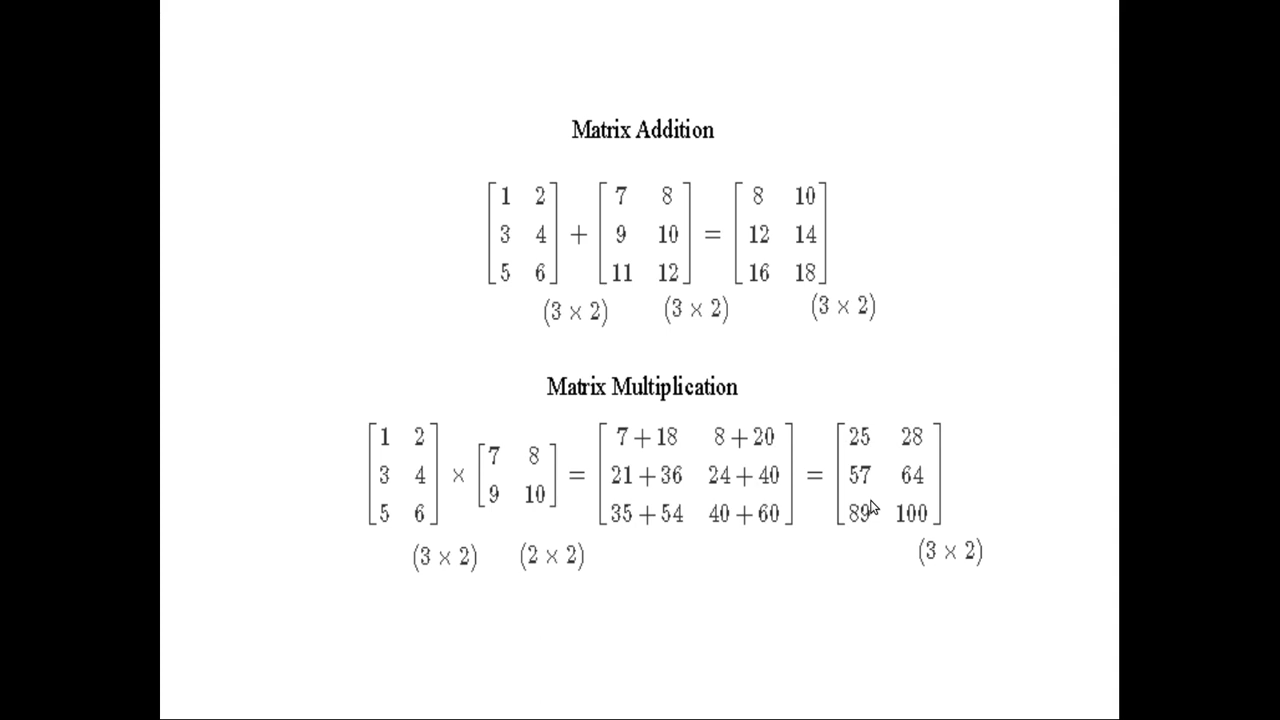 Matrix Addition
[1 2; 3 4; 5 6] + [7 8; 9 10; 11 12] = [8 10; 12 14; 16 18]
(3 × 2) (3 × 2) (3 × 2)
Matrix Multiplication
[1 2; 3 4; 5 6] × [7 8; 9 10] = [7 + 18 8 + 20; 21 + 36 24 + 40; 35 + 54 40 + 60] = [25 28; 57 64; 89 100]
(3 × 2) (2 × 2) (3 × 2)